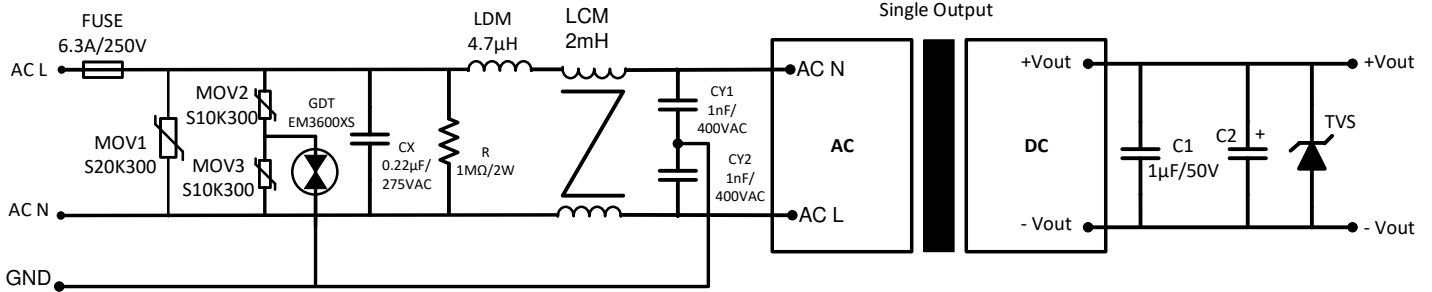 Single Output
FUSE
6.3A/250V
LDM
4.7µH
LCM
2mH
AC L
MOV1
S20K300
MOV2
S10K300
MOV3
S10K300
GDT
EM3600XS
CX
0.22µF/
275VAC
R
1MΩ/2W
CY1
1nF/
400VAC
CY2
1nF/
400VAC
AC N
GND
AC N
AC
AC L
+Vout
DC
- Vout
C1
1µF/50V
C2
+
TVS
+Vout
- Vout